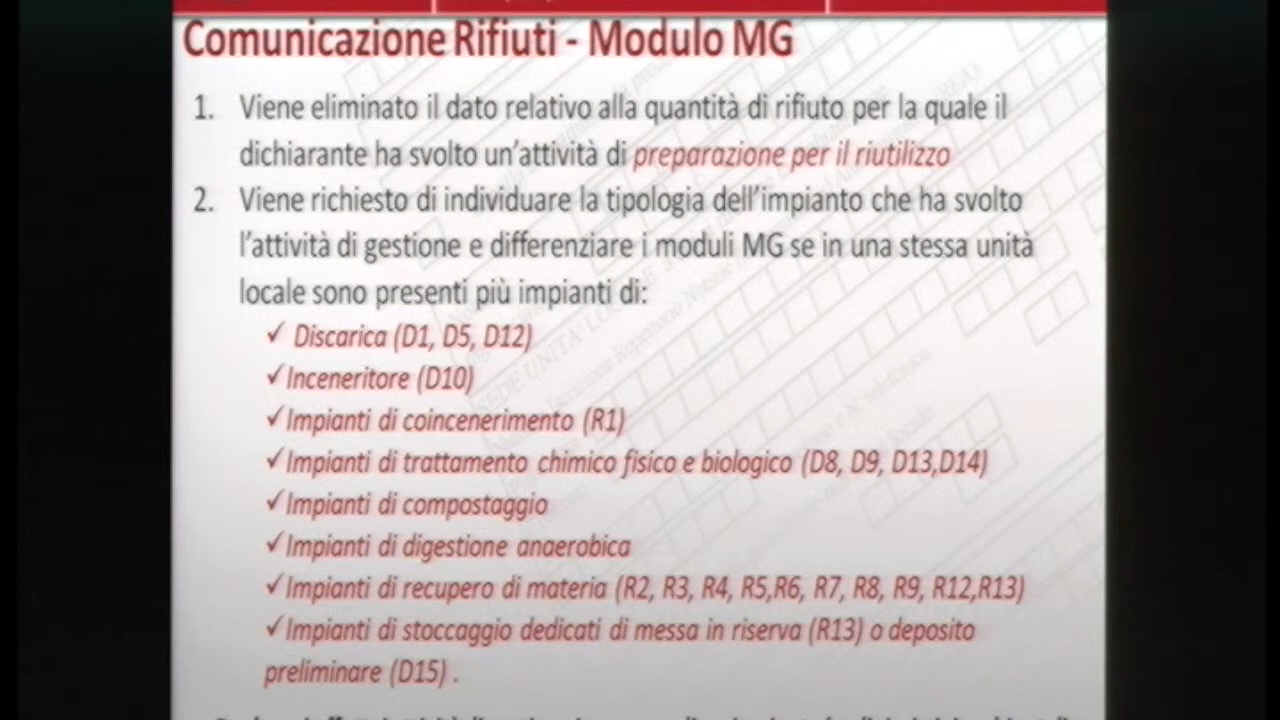 Comunicazione Rifiuti - Modulo MG
1. Viene eliminato il dato relativo alla quantità di rifiuto per la quale il
dichiarante ha svolto un'attività di preparazione per il riutilizzo
2. Viene richiesto di individuare la tipologia dell'impianto che ha svolto
l'attività di gestione e differenziare i moduli MG se in una stessa unità
locale sono presenti più impianti di:
✓ Discarica (D1, D5, D12)
✓Inceneritore (D10)
✓Impianti di coincenerimento (R1)
✓Impianti di trattamento chimico fisico e biologico (D8, D9, D13,D14)
✓Impianti di compostaggio
✓Impianti di digestione anaerobica
✓Impianti di recupero di materia (R2, R3, R4, R5,R6, R7, R8, R9, R12,R13)
✓Impianti di stoccaggio dedicati di messa in riserva (R13) o deposito
preliminare (D15) .